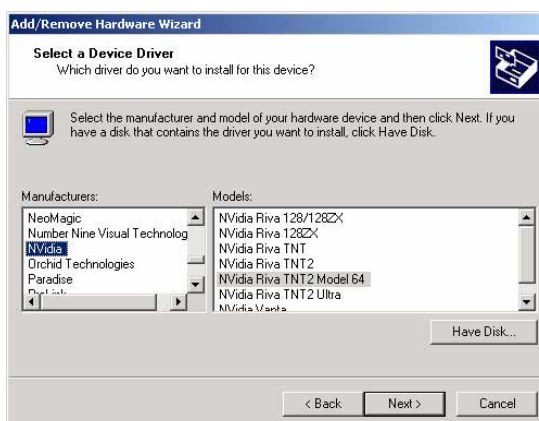 Add/Remove Hardware Wizard
Select a Device Driver
Which driver do you want to install for this device?
Select the manufacturer and model of your hardware device and then click Next. If you
have a disk that contains the driver you want to install, click Have Disk.
Manufacturers:
NeoMagic
Number Nine Visual Technolog
NVidia
Orchid Technologies
Paradise
Models:
NVidia Riva 128/128ZX
NVidia Riva 128ZX
NVidia Riva TNT
NVidia Riva TNT2
NVidia Riva TNT2 Model 64
NVidia Riva TNT2 Ultra
NVidia Vanta
Have Disk...
< Back
Next >
Cancel